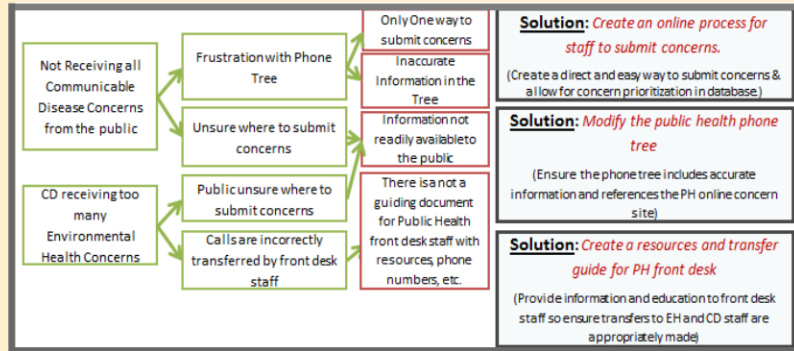 Not Receiving all
Communicable
Disease Concerns
from the public
CD receiving too
many
Environmental
Health Concerns
Frustration with Phone
Tree
Unsure where to submit
concerns
Public unsure where to
submit concerns
Calls are incorrectly
transferred by front desk
staff
Only One way to
submit concerns
Inaccurate
Information in the
Tree
Information not
readily available to
the public
There is a not a
guiding document
for Public Health
front desk staff with
resources, phone
numbers, etc.
Solution: Create an online process for
staff to submit concerns.
(Create a direct and easy way to submit concerns &
allow for concern prioritization in database.)
Solution: Modify the public health phone
tree
(Ensure the phone tree includes accurate
information and references the PH online concern
site)
Solution: Create a resources and transfer
guide for PH front desk
(Provide information and education to front desk
staff so ensure transfers to EH and CD staff are
appropriately made)